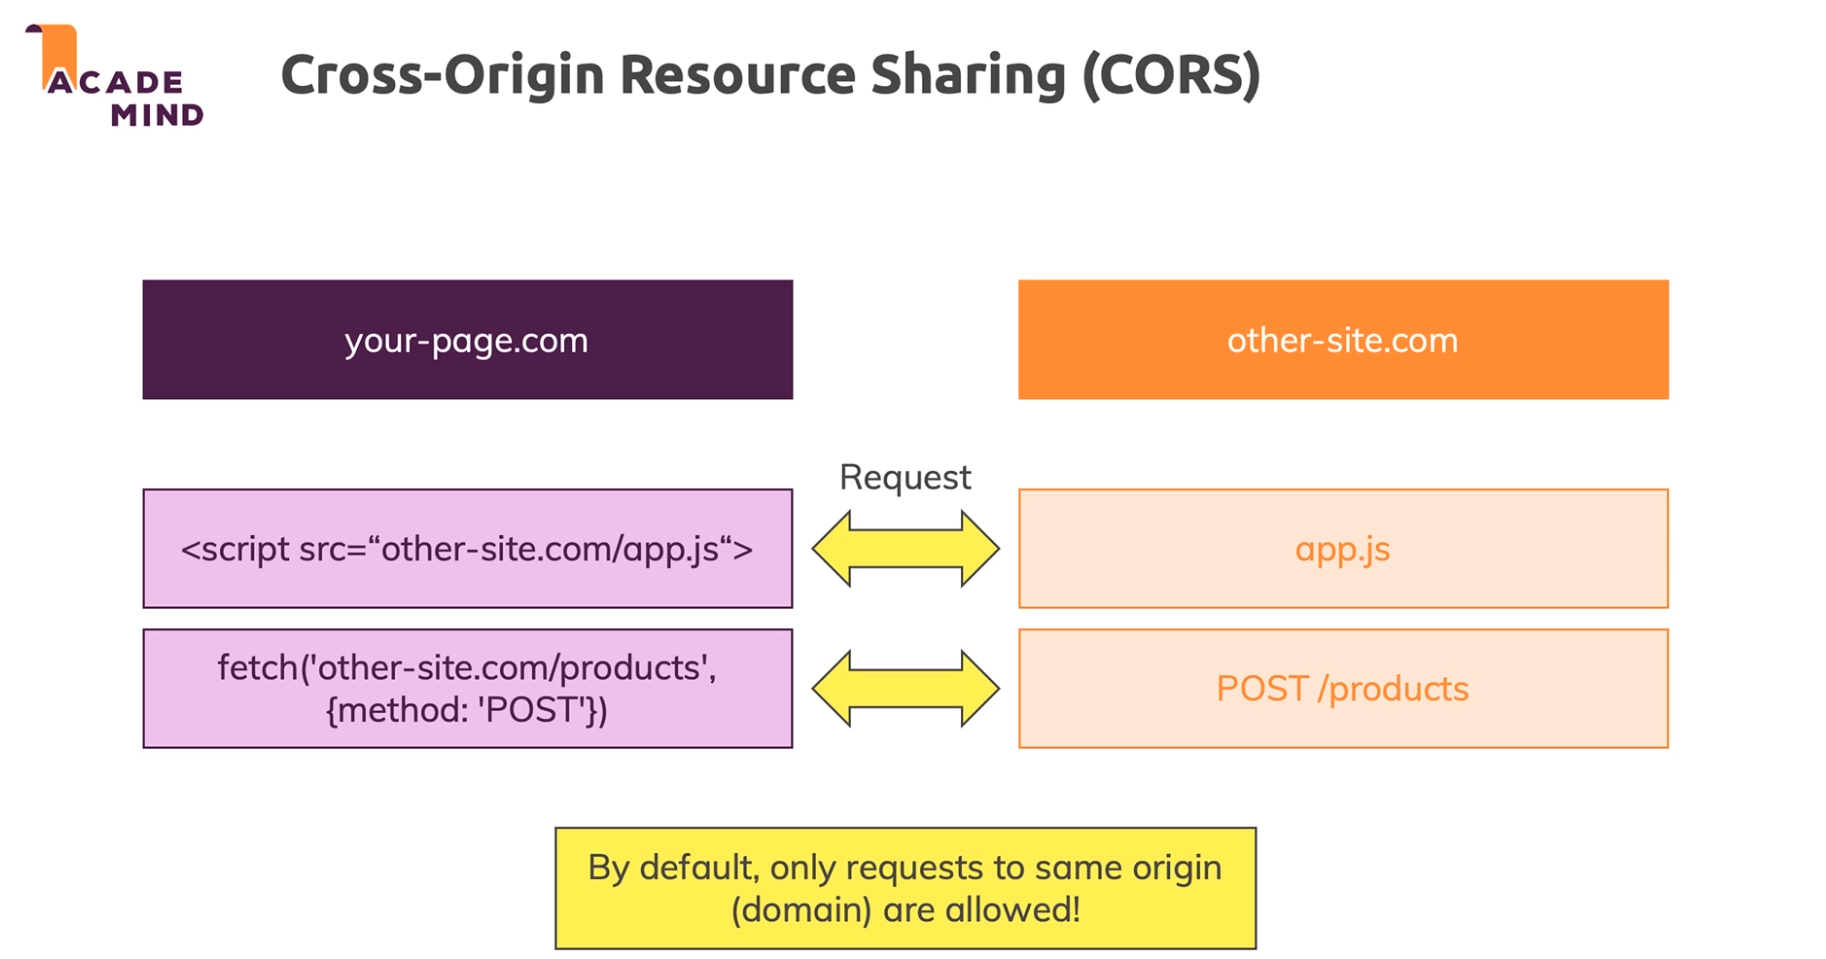 ACADE
MIND
Cross-Origin Resource Sharing (CORS)
your-page.com
other-site.com
Request
<script src=“other-site.com/app.js“>
app.js
fetch('other-site.com/products',
{method: 'POST'})
POST /products
By default, only requests to same origin
(domain) are allowed!